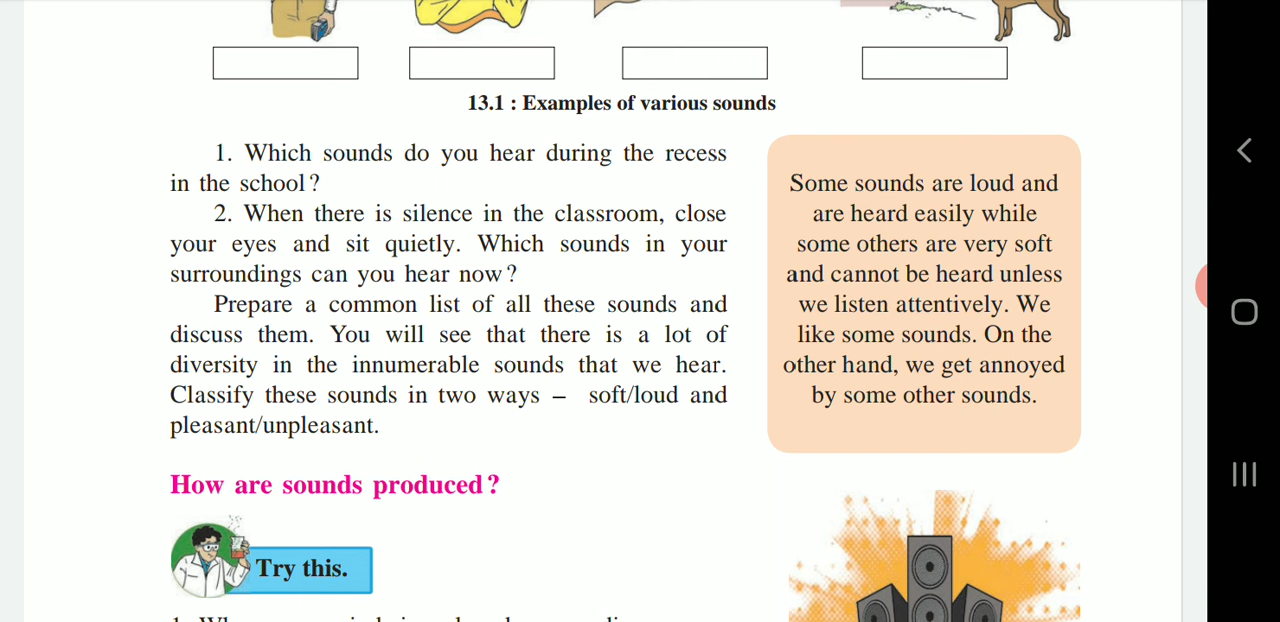 13.1 : Examples of various sounds
1. Which sounds do you hear during the recess
in the school?
2. When there is silence in the classroom, close
your eyes and sit quietly. Which sounds in your
surroundings can you hear now?
Prepare a common list of all these sounds and
discuss them. You will see that there is a lot of
diversity in the innumerable sounds that we hear.
Classify these sounds in two ways – soft/loud and
pleasant/unpleasant.
Some sounds are loud and
are heard easily while
some others are very soft
and cannot be heard unless
we listen attentively. We
like some sounds. On the
other hand, we get annoyed
by some other sounds.
How are sounds produced?
Try this.